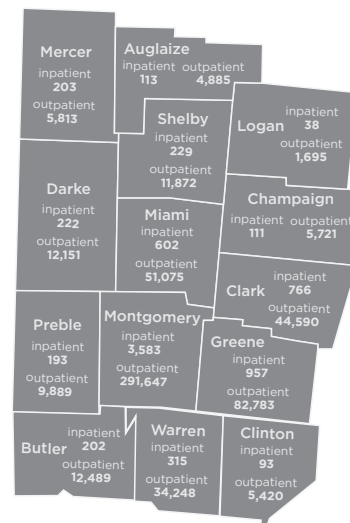 Mercer
inpatient
203
outpatient
5,813
Auglaize
inpatient outpatient
113 4,885
Shelby
inpatient
229
outpatient
11,872
Logan
inpatient
38
outpatient
1,695
Darke
inpatient
222
outpatient
12,151
Miami
inpatient
602
outpatient
51,075
Champaign
inpatient outpatient
111 5,721
Clark
inpatient
766
outpatient
44,590
Preble
inpatient
193
outpatient
9,889
Montgomery
inpatient
3,583
outpatient
291,647
Greene
inpatient
957
outpatient
82,783
Butler
inpatient
202
outpatient
12,489
Warren
inpatient
315
outpatient
34,248
Clinton
inpatient
93
outpatient
5,420